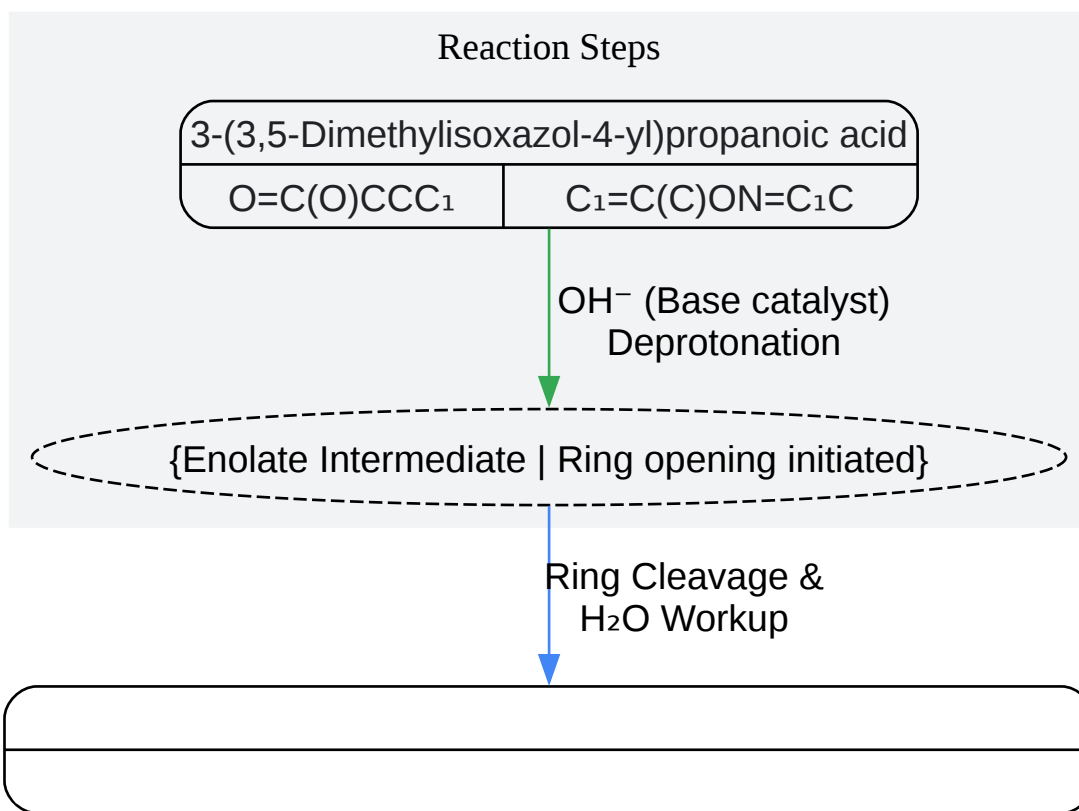 Reaction Steps
3-(3,5-Dimethylisoxazol-4-yl)propanoic acid
O=C(O)CCC₁
C₁=C(C)ON=C₁C
OH⁻ (Base catalyst)
Deprotonation
{Enolate Intermediate | Ring opening initiated}
Ring Cleavage &
H₂O Workup